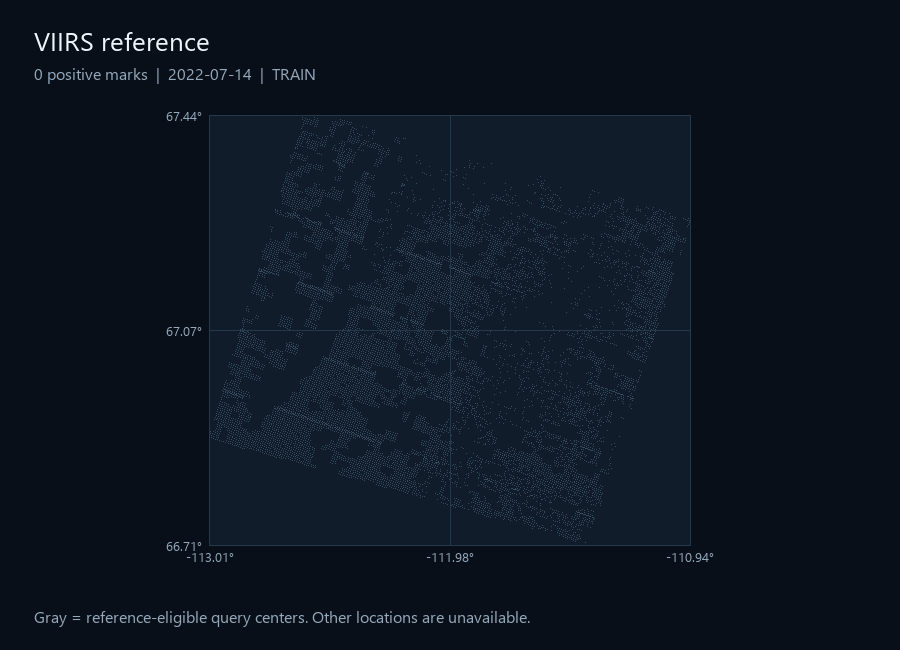 VIIRS reference
0 positive marks | 2022-07-14 | TRAIN
67.44°
67.07°
66.71°
-113.01°
-111.98°
-110.94°
Gray = reference-eligible query centers. Other locations are unavailable.